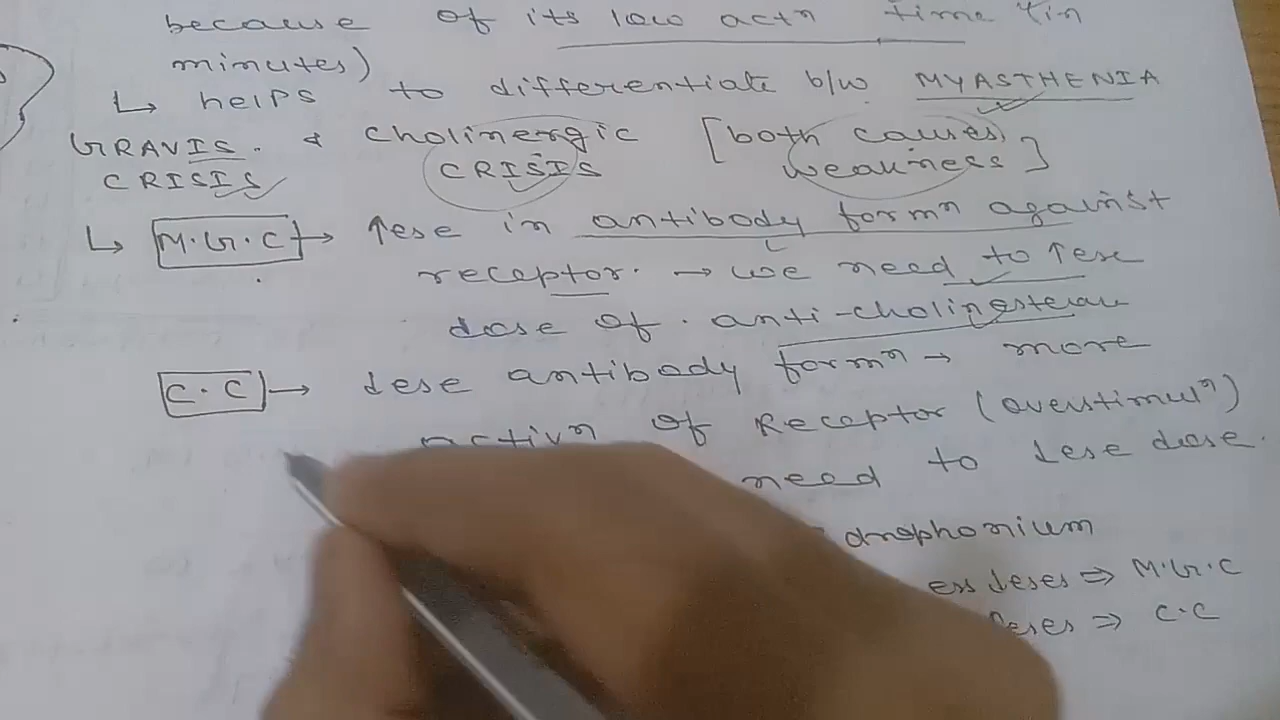 because of its low actn time (in
minutes)
↳ helps to differentiate b/w MYASTHENIA
GRAVIS & cholinergic [both causes
CRISIS CRISIS weakness]
↳ M.G.C → ↑ese in antibody formⁿ against
receptor. → we need to ↑ese
dose of anti-cholinesterase
C.C → ↓ese antibody formⁿ → more
activⁿ of Receptor (overstimulⁿ)
need to ↓ese dose.
drophonium
ess ↓eses ⇒ M.G.C
eses ⇒ C.C